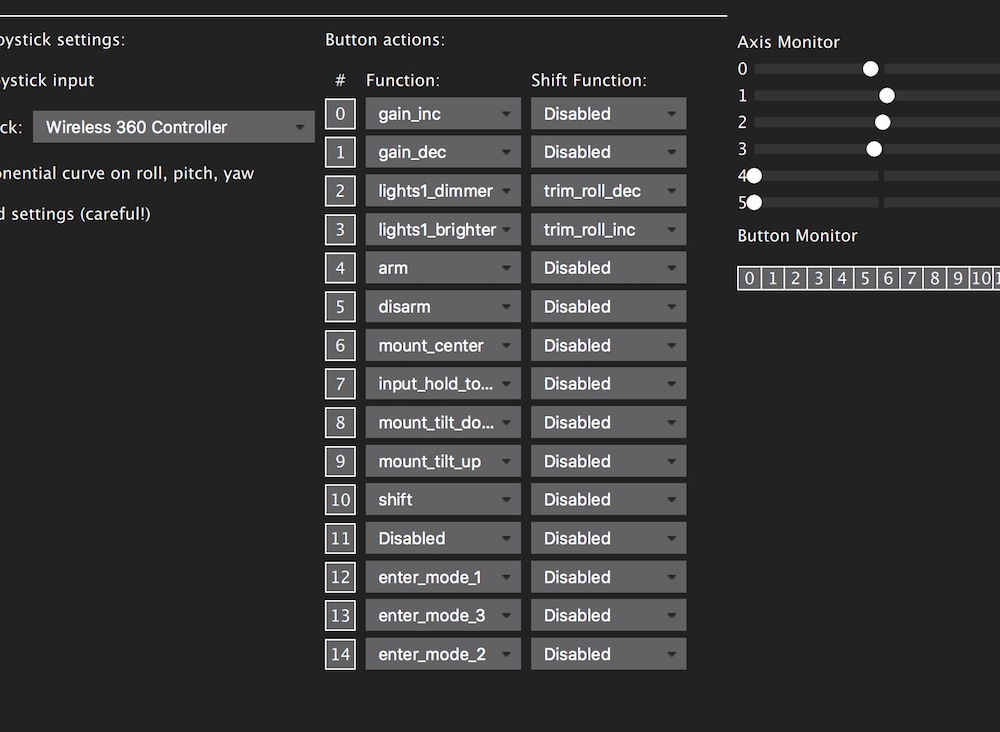 oystick settings:
ystick input
ck: Wireless 360 Controller
nential curve on roll, pitch, yaw
d settings (careful!)
Button actions:
# Function: Shift Function:
0 gain_inc Disabled
1 gain_dec Disabled
2 lights1_dimmer trim_roll_dec
3 lights1_brighter trim_roll_inc
4 arm Disabled
5 disarm Disabled
6 mount_center Disabled
7 input_hold_to... Disabled
8 mount_tilt_do... Disabled
9 mount_tilt_up Disabled
10 shift Disabled
11 Disabled Disabled
12 enter_mode_1 Disabled
13 enter_mode_3 Disabled
14 enter_mode_2 Disabled
Axis Monitor
0
1
2
3
4
5
Button Monitor
0 1 2 3 4 5 6 7 8 9 10 1